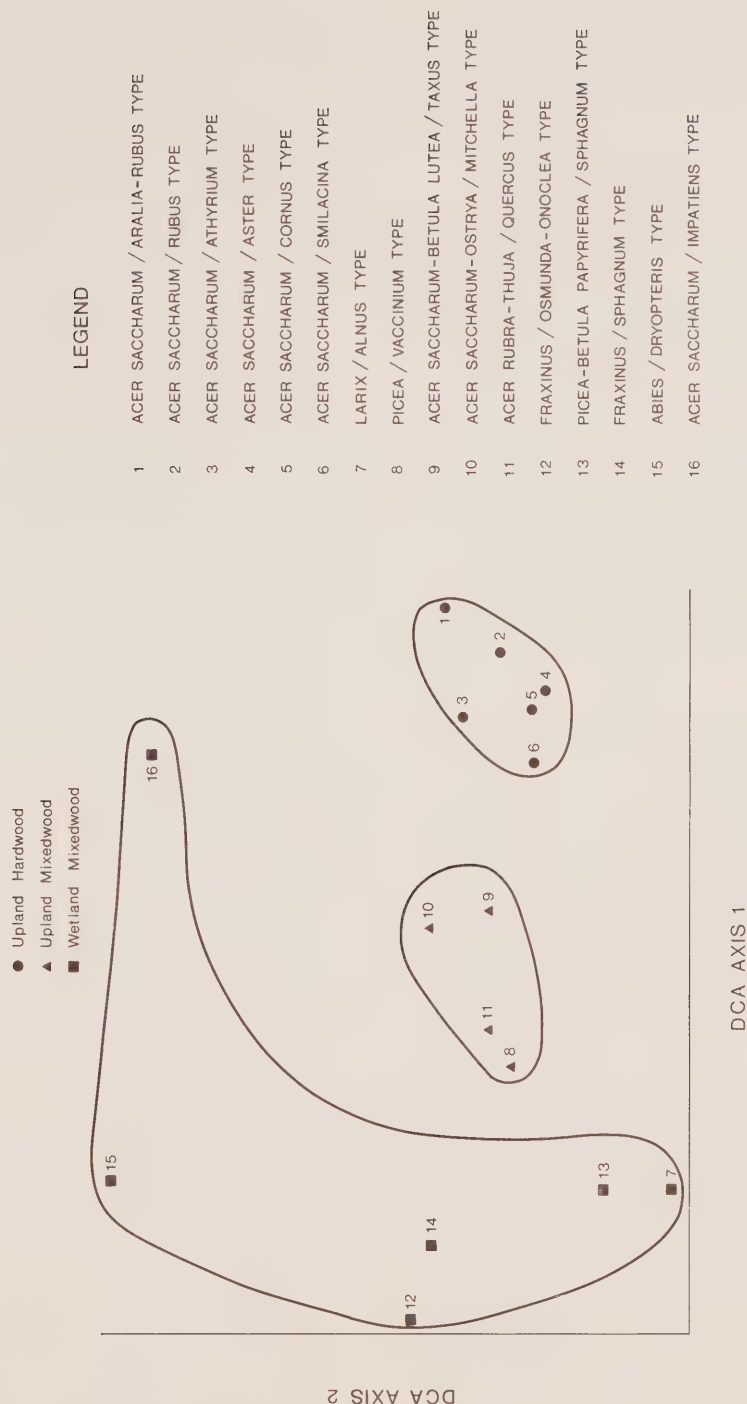 ● Upland Hardwood
▲ Upland Mixedwood
■ Wetland Mixedwood
15
16
12
14
13
7
10
9
11
8
1
2
3
4
5
6
DCA AXIS 2
DCA AXIS 1
LEGEND
1 ACER SACCHARUM / ARALIA-RUBUS TYPE
2 ACER SACCHARUM / RUBUS TYPE
3 ACER SACCHARUM / ATHYRIUM TYPE
4 ACER SACCHARUM / ASTER TYPE
5 ACER SACCHARUM / CORNUS TYPE
6 ACER SACCHARUM / SMILACINA TYPE
7 LARIX / ALNUS TYPE
8 PICEA / VACCINIUM TYPE
9 ACER SACCHARUM-BETULA LUTEA / TAXUS TYPE
10 ACER SACCHARUM-OSTRYA / MITCHELLA TYPE
11 ACER RUBRA-THUJA / QUERCUS TYPE
12 FRAXINUS / OSMUNDA-ONOCLEA TYPE
13 PICEA-BETULA PAPYRIFERA / SPHAGNUM TYPE
14 FRAXINUS / SPHAGNUM TYPE
15 ABIES / DRYOPTERIS TYPE
16 ACER SACCHARUM / IMPATIENS TYPE